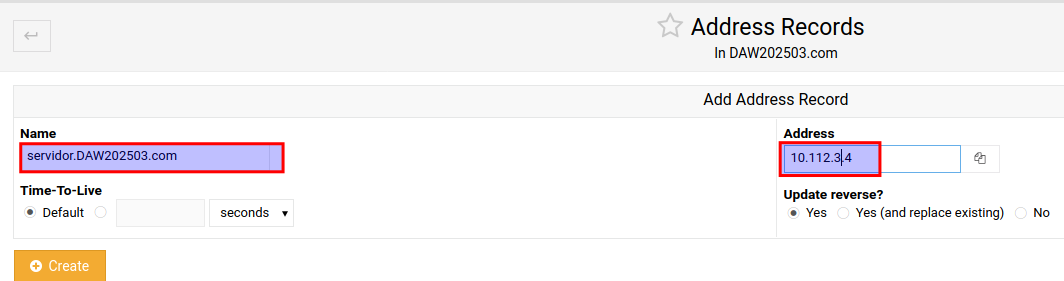 Address Records
In DAW202503.com
Add Address Record
Name
servidor.DAW202503.com
Address
10.112.3.4
Time-To-Live
Default
seconds
Update reverse?
Yes
Yes (and replace existing)
No
Create